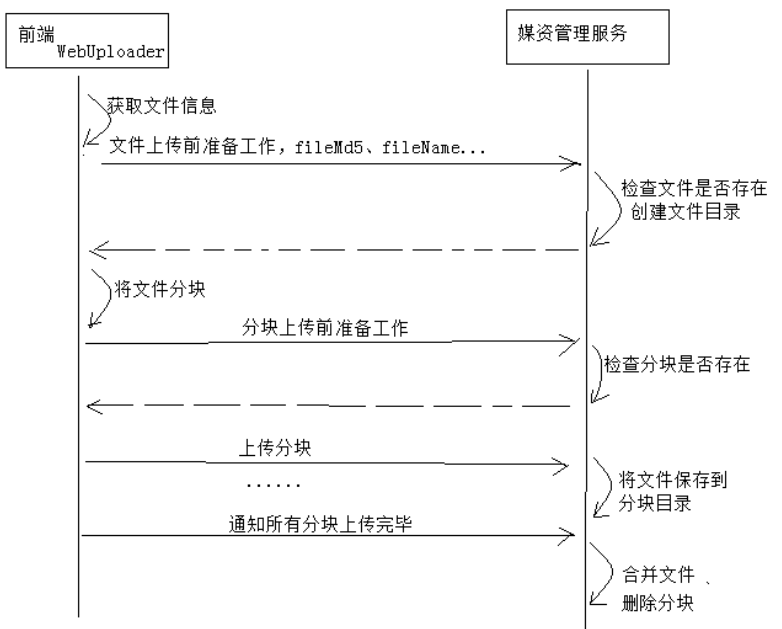 前端
WebUploader
媒资管理服务
获取文件信息
文件上传前准备工作，fileMd5、fileName...
检查文件是否存在
创建文件目录
将文件分块
分块上传前准备工作
检查分块是否存在
上传分块
......
将文件保存到
分块目录
通知所有分块上传完毕
合并文件、
删除分块